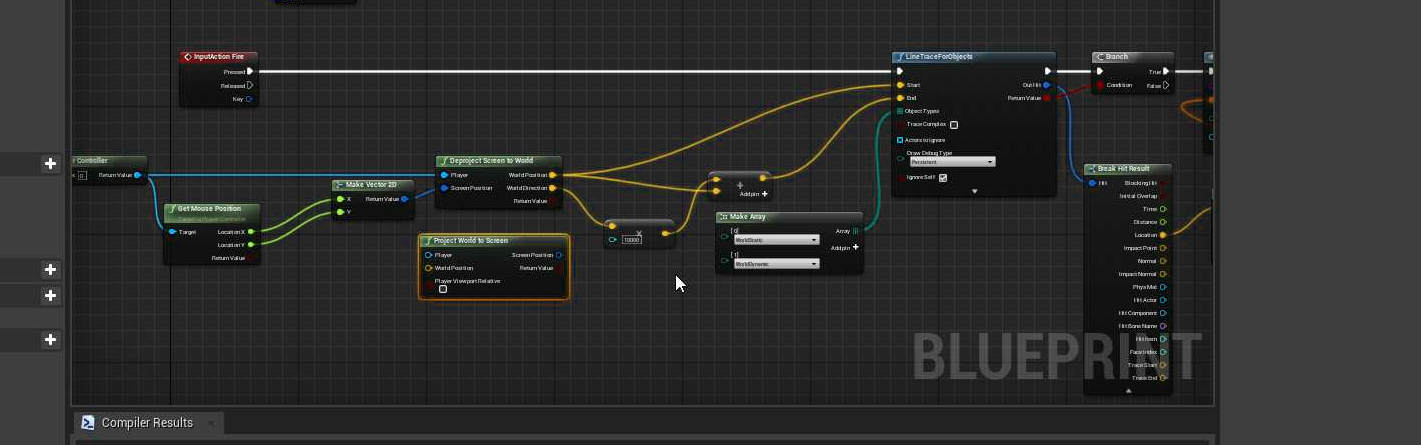 InputAction Fire
Pressed
Released
Key
r Controller
Return Value
Get Mouse Position
Target
Location X
Location Y
Return Value
Make Vector 2D
X
Y
Return Value
Deproject Screen to World
Player
World Position
Screen Position
World Direction
Return Value
Project World to Screen
Player
Screen Position
World Position
Return Value
Player Viewport Relative
10000
Add pin +
Make Array
[0]
WorldStatic
Array
Add pin +
[1]
WorldDynamic
LineTraceForObjects
Start
Out Hit
End
Return Value
Object Types
Trace Complex
Actors to Ignore
Draw Debug Type
Persistent
Ignore Self
Branch
True
Condition
False
Break Hit Result
Hit
Blocking Hit
Initial Overlap
Time
Distance
Location
Impact Point
Normal
Impact Normal
Phys Mat
Hit Actor
Hit Component
Hit Bone Name
Hit Item
Face Index
Trace Start
Trace End
BLUEPRINT
Compiler Results